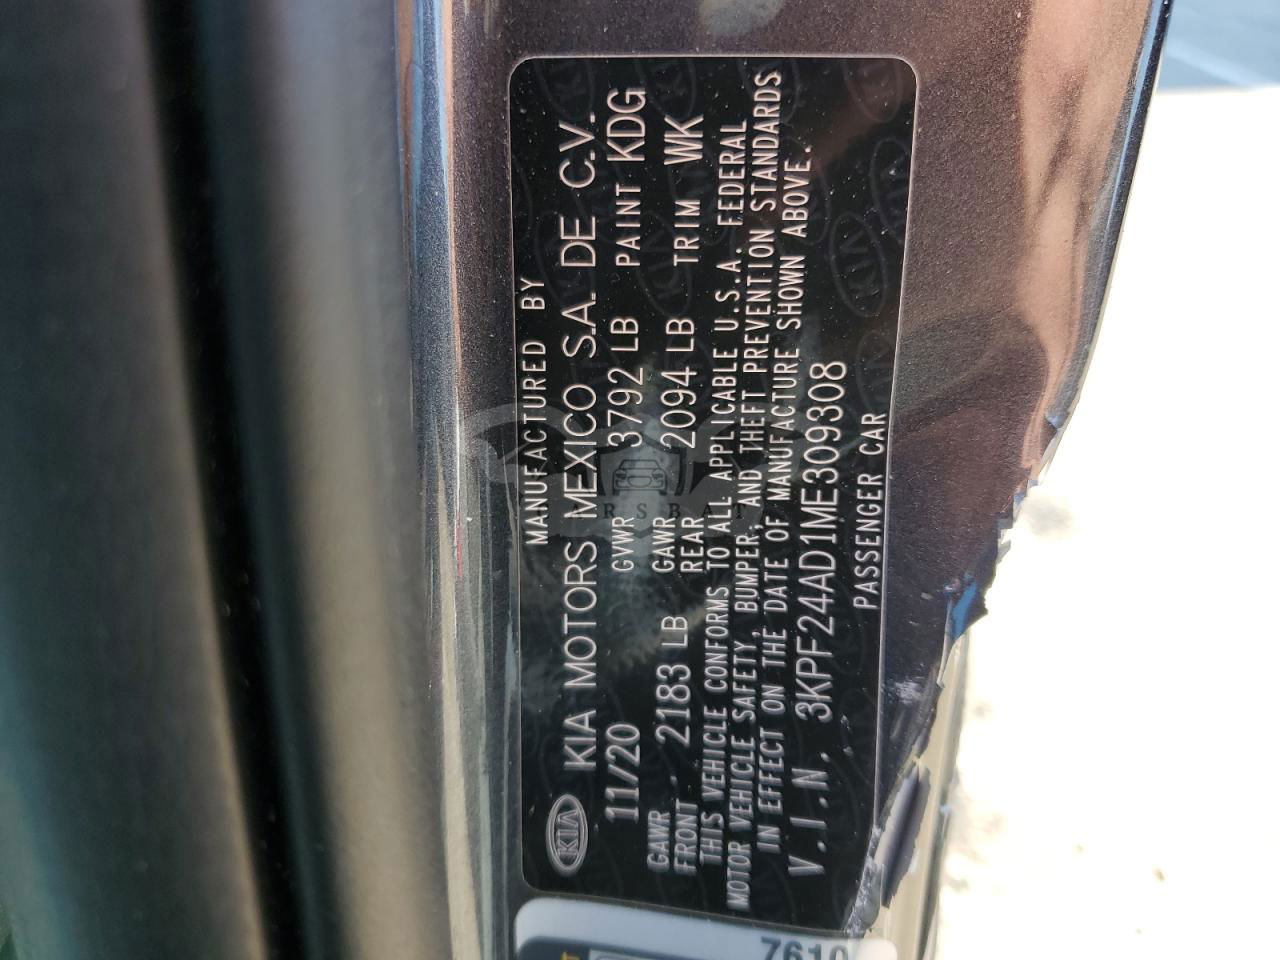 MANUFACTURED BY
KIA KIA MOTORS MEXICO S.A. DE C.V.
11/20 GVWR 3792 LB PAINT KDG
GAWR FRONT 2183 LB GAWR REAR 2094 LB TRIM WK
THIS VEHICLE CONFORMS TO ALL APPLICABLE U.S.A. FEDERAL
MOTOR VEHICLE SAFETY, BUMPER, AND THEFT PREVENTION STANDARDS
IN EFFECT ON THE DATE OF MANUFACTURE SHOWN ABOVE.
V.I.N. 3KPF24AD1ME309308
PASSENGER CAR
7610